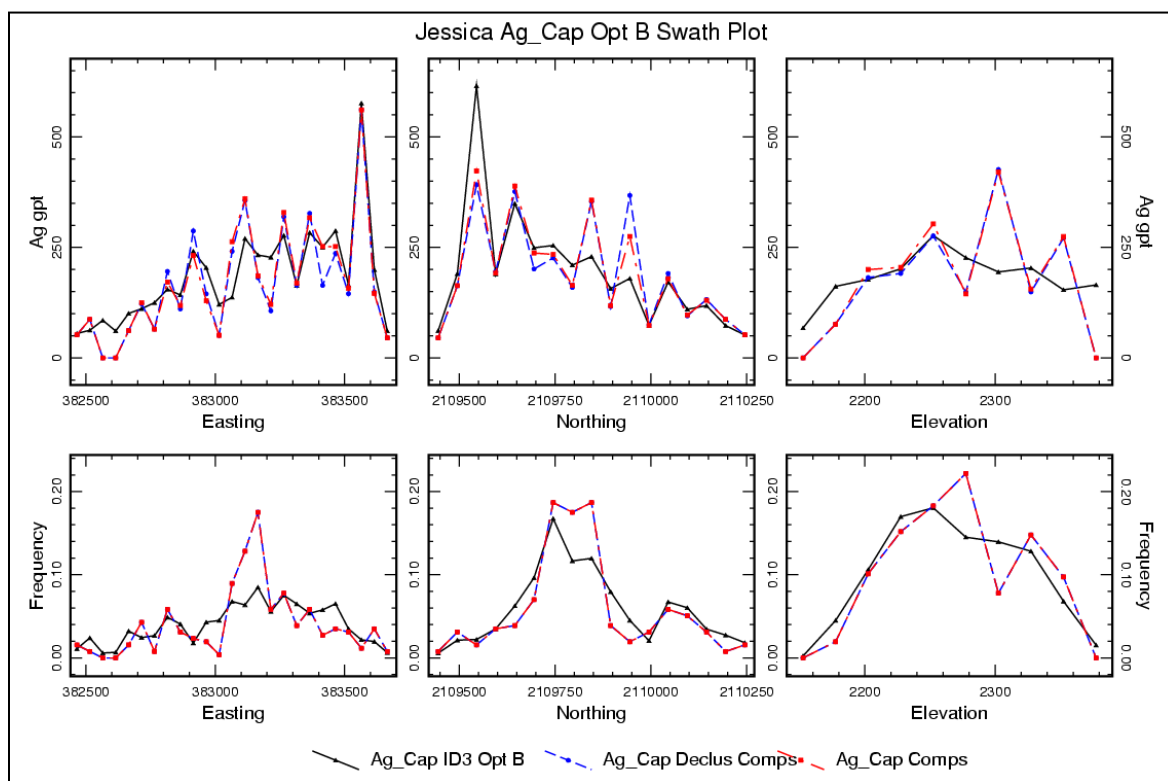 Jessica Ag_Cap Opt B Swath Plot
Ag gpt
500
250
0
382500 383000 383500
Easting
500
250
0
2109500 2109750 2110000 2110250
Northing
500
250
0
Ag gpt
2200 2300
Elevation
Frequency
0.20
0.10
0.00
382500 383000 383500
Easting
0.20
0.10
0.00
2109500 2109750 2110000 2110250
Northing
0.20
0.10
0.00
Frequency
2200 2300
Elevation
Ag_Cap ID3 Opt B Ag_Cap Declus Comps Ag_Cap Comps